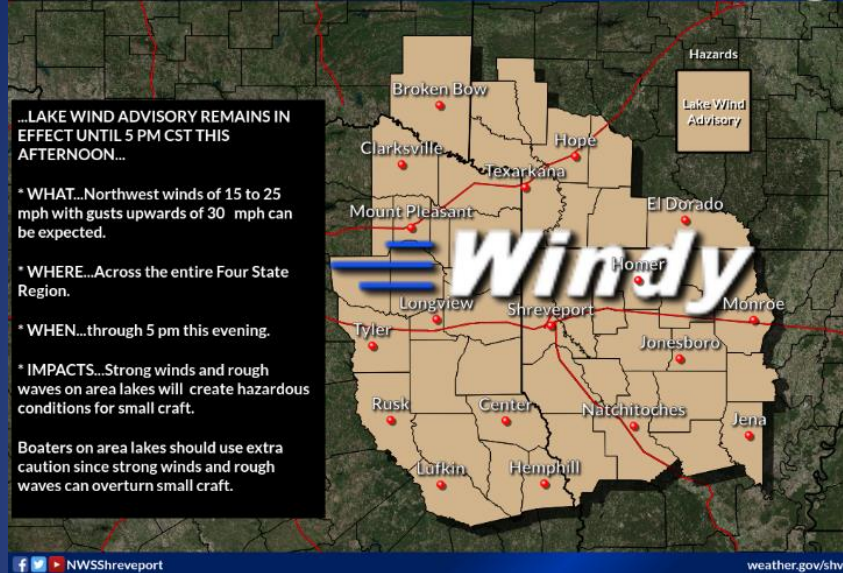 ...LAKE WIND ADVISORY REMAINS IN
EFFECT UNTIL 5 PM CST THIS
AFTERNOON...
* WHAT...Northwest winds of 15 to 25
mph with gusts upwards of 30 mph can
be expected.
* WHERE...Across the entire Four State
Region.
* WHEN...through 5 pm this evening.
* IMPACTS...Strong winds and rough
waves on area lakes will create hazardous
conditions for small craft.
Boaters on area lakes should use extra
caution since strong winds and rough
waves can overturn small craft.
Hazards
Lake Wind
Advisory
Broken Bow
Clarksville
Hope
Texarkana
Mount Pleasant
El Dorado
Windy
Homer
Longview
Shreveport
Monroe
Tyler
Jonesboro
Rusk
Center
Natchitoches
Jena
Lufkin
Hemphill
NWSShreveport
weather.gov/shv